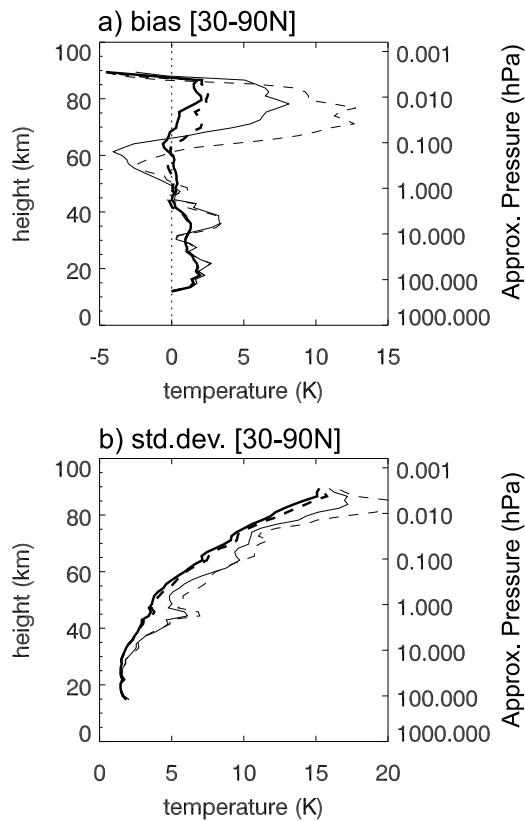 a) bias [30-90N]
100
80
60
40
20
0
height (km)
0.001
0.010
0.100
1.000
10.000
100.000
1000.000
Approx. Pressure (hPa)
-5 0 5 10 15
temperature (K)
b) std.dev. [30-90N]
100
80
60
40
20
0
height (km)
0.001
0.010
0.100
1.000
10.000
100.000
1000.000
Approx. Pressure (hPa)
0 5 10 15 20
temperature (K)